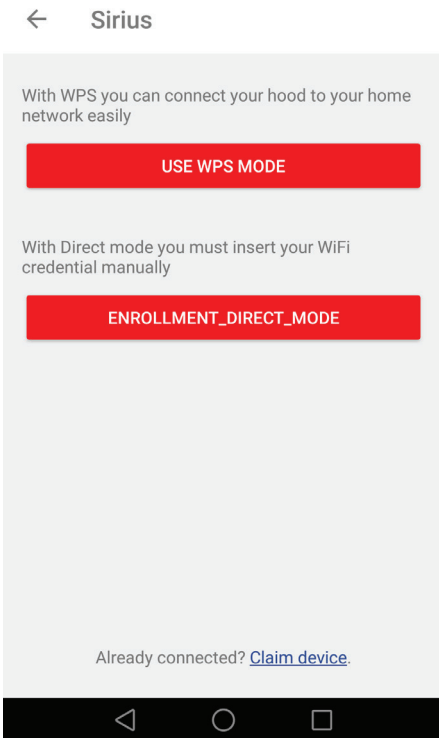 Sirius
With WPS you can connect your hood to your home
network easily
USE WPS MODE
With Direct mode you must insert your WiFi
credential manually
ENROLLMENT_DIRECT_MODE
Already connected? Claim device.